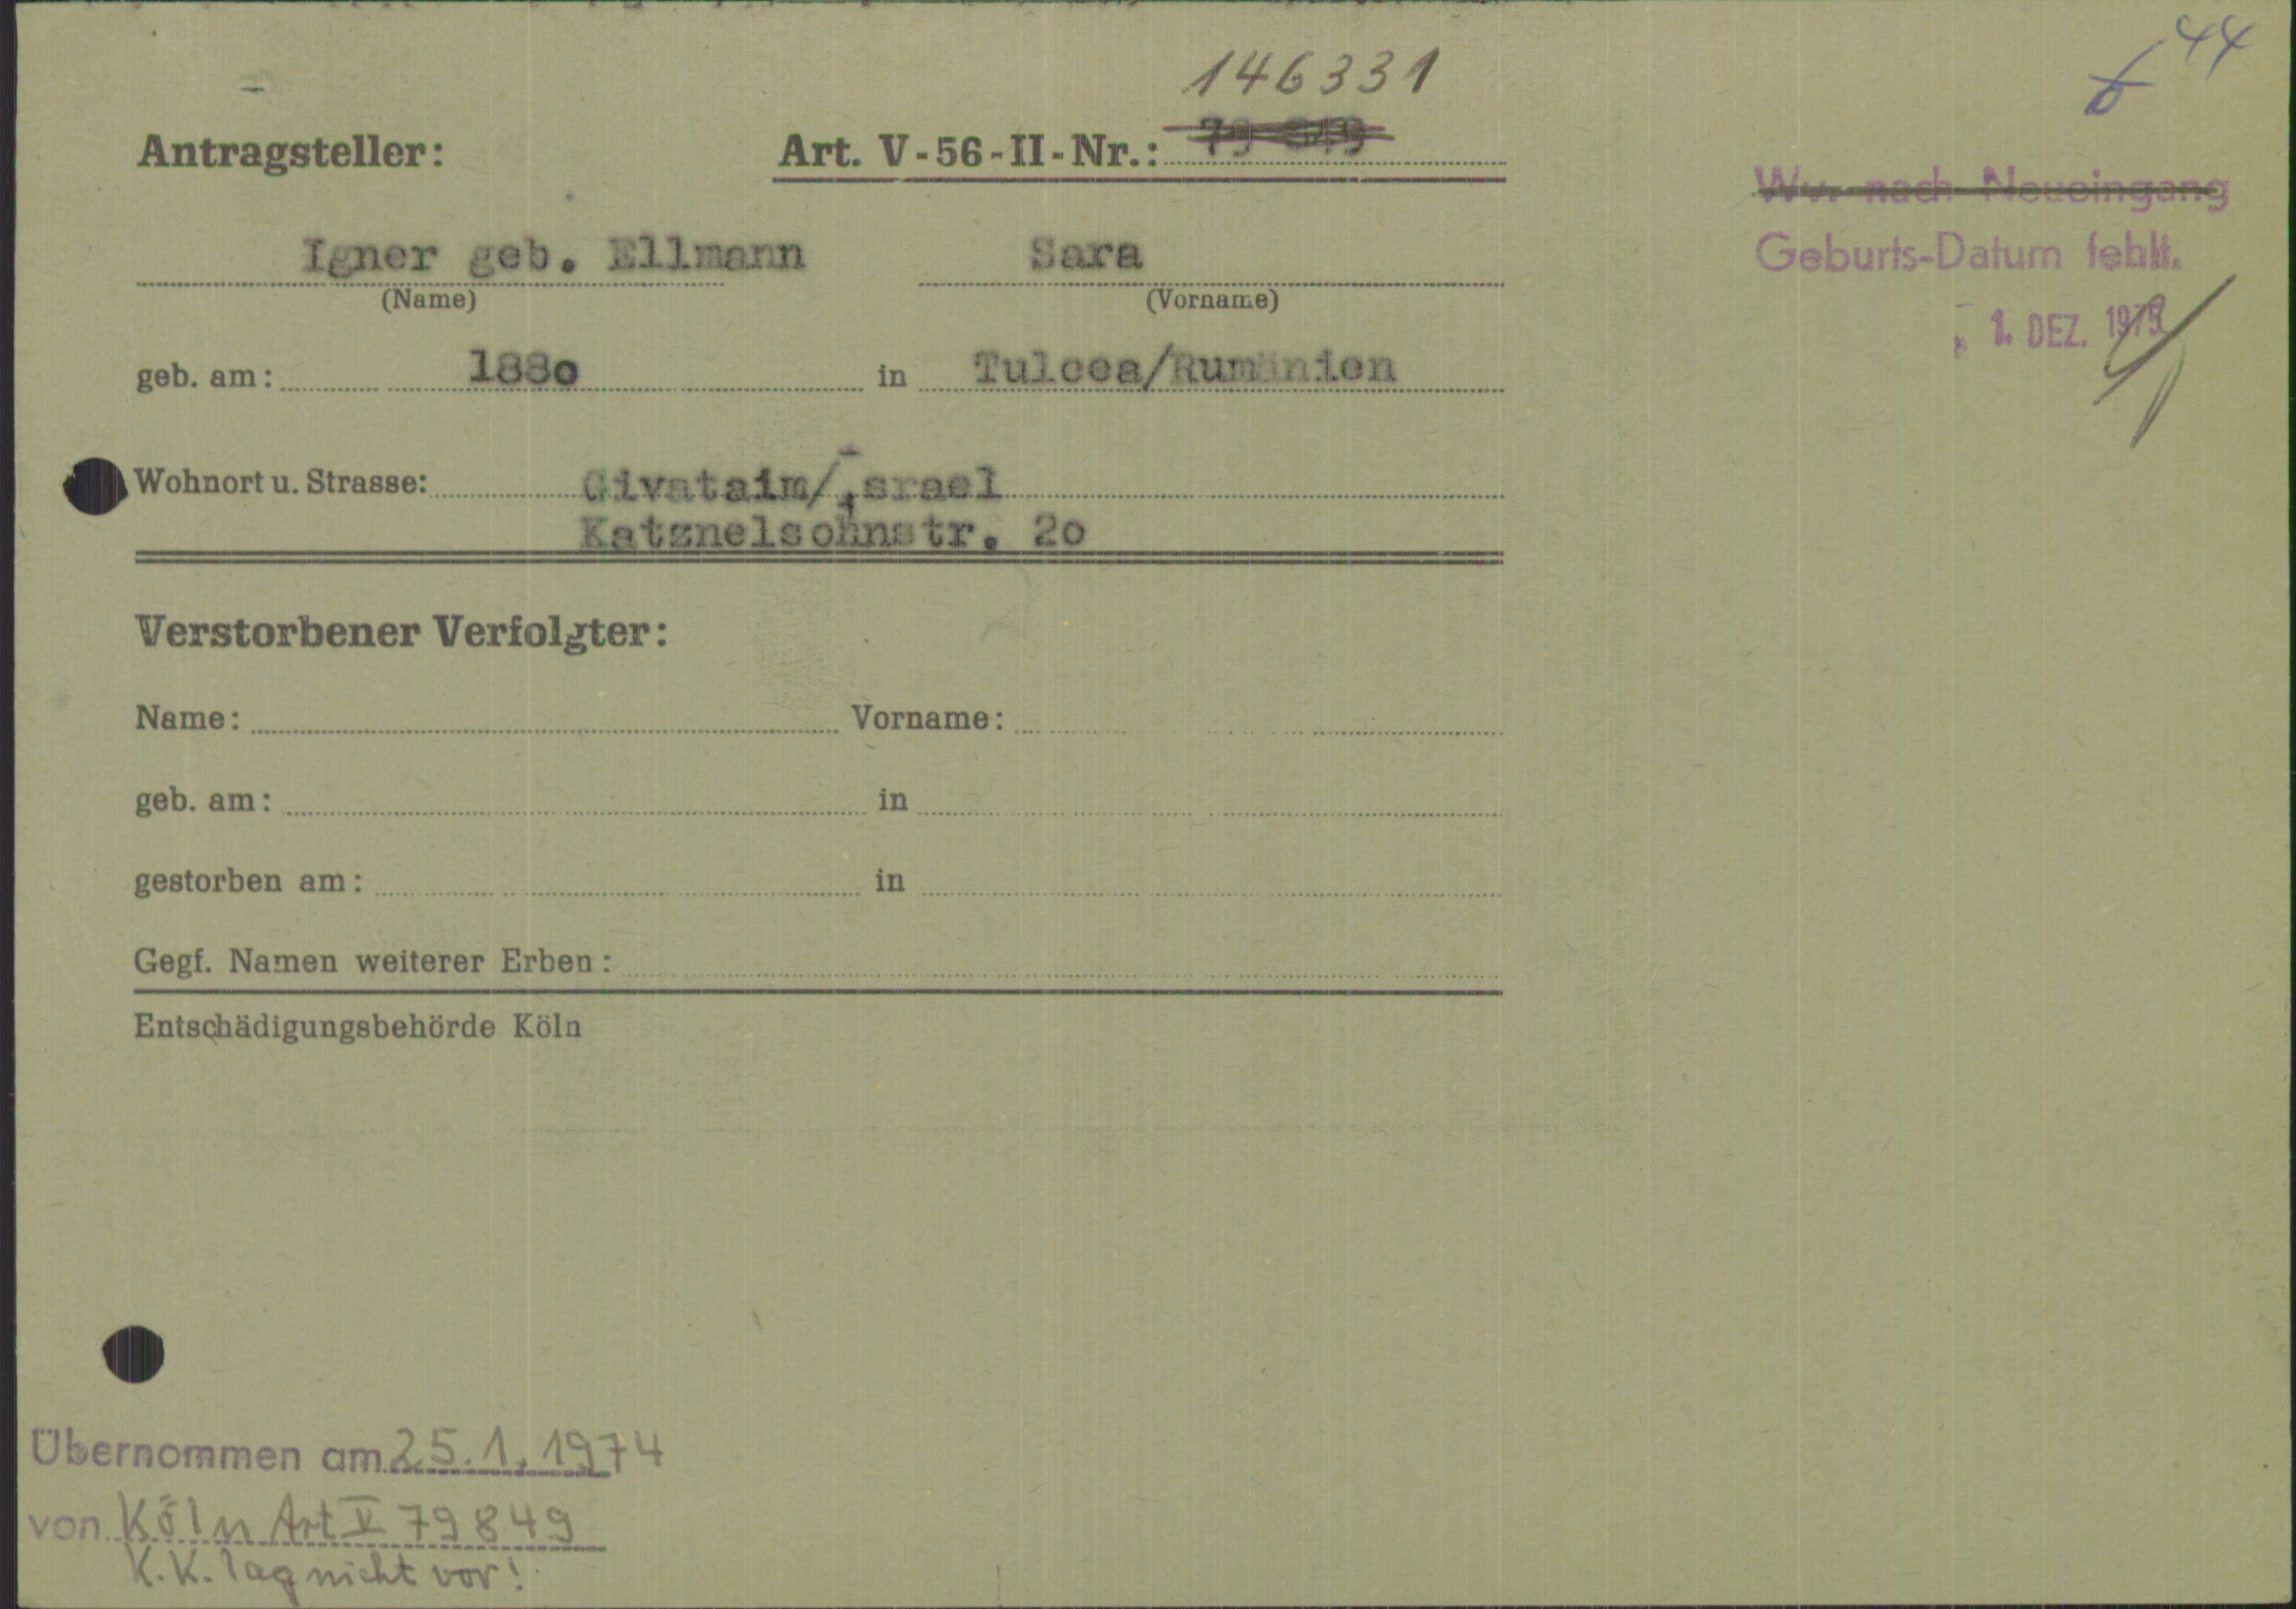 44
146331
Antragsteller: Art. V-56-II-Nr.: 79 849
Wv. nach Neueingang
Geburts-Datum fehlt.
1. DEZ. 1975
Igner geb. Ellmann Sara
(Name) (Vorname)
geb. am: 188o in Tulcea/Rumänien
Wohnort u. Strasse: Givataim/Israel
Katznelsohnstr. 2o
Verstorbener Verfolgter:
Name: Vorname:
geb. am: in
gestorben am: in
Gegf. Namen weiterer Erben:
Entschädigungsbehörde Köln
Übernommen am 25.1.1974
von Köln Art V 79849
K.K. lag nicht vor!